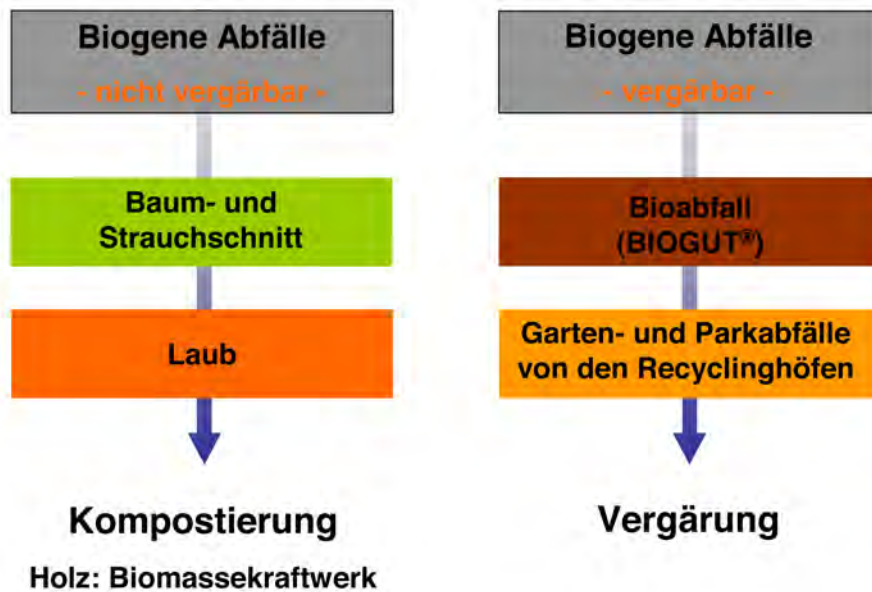 Biogene Abfälle
- nicht vergärbar -
Baum- und
Strauchschnitt
Laub
Kompostierung
Holz: Biomassekraftwerk
Biogene Abfälle
- vergärbar -
Bioabfall
(BIOGUT®)
Garten- und Parkabfälle
von den Recyclinghöfen
Vergärung